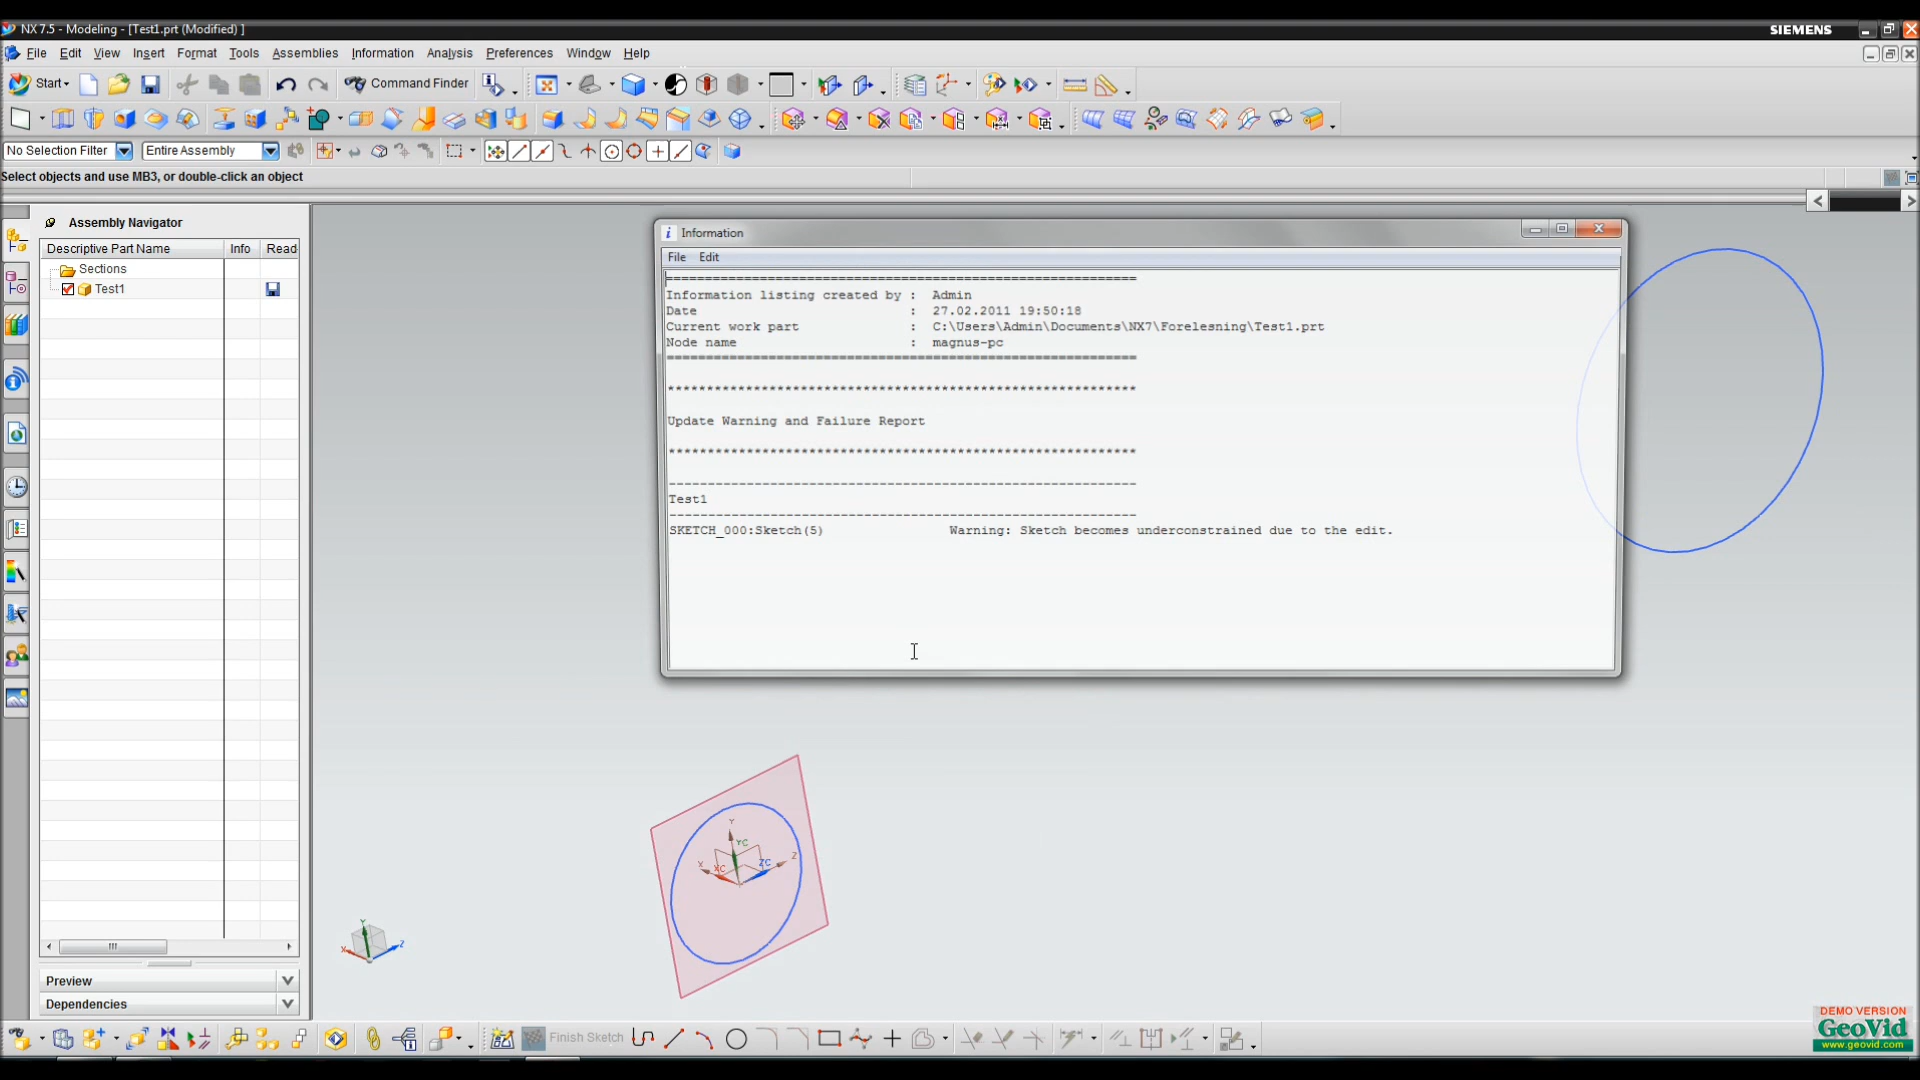 NX 7.5 - Modeling - [Test1.prt (Modified) ]
SIEMENS
File Edit View Insert Format Tools Assemblies Information Analysis Preferences Window Help
Start
Command Finder
No Selection Filter
Entire Assembly
Select objects and use MB3, or double-click an object
Assembly Navigator
Descriptive Part Name Info Read
Sections
Test1
Preview
Dependencies
Information
File Edit
============================================================
Information listing created by : Admin
Date : 27.02.2011 19:50:18
Current work part : C:\Users\Admin\Documents\NX7\Forelesning\Test1.prt
Node name : magnus-pc
============================================================
************************************************************
Update Warning and Failure Report
************************************************************
------------------------------------------------------------
Test1
------------------------------------------------------------
SKETCH_000:Sketch(5) Warning: Sketch becomes underconstrained due to the edit.
Y
YC
X
XC
ZC
Z
Y
X
Z
Finish Sketch
DEMO VERSION
GeoVid
www.geovid.com